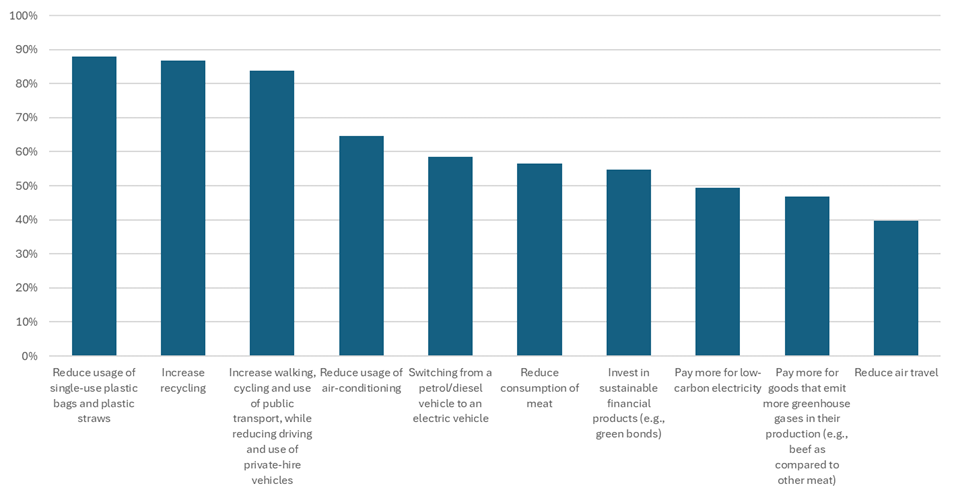 100%
90%
80%
70%
60%
50%
40%
30%
20%
10%
0%
Reduce usage of
single-use plastic
bags and plastic
straws
Increase
recycling
Increase walking,
cycling and use
of public
transport, while
reducing driving
and use of
private-hire
vehicles
Reduce usage of
air-conditioning
Switching from a
petrol/diesel
vehicle to an
electric vehicle
Reduce
consumption of
meat
Invest in
sustainable
financial
products (e.g.,
green bonds)
Pay more for low-
carbon electricity
Pay more for
goods that emit
more greenhouse
gases in their
production (e.g.,
beef as
compared to
other meat)
Reduce air travel